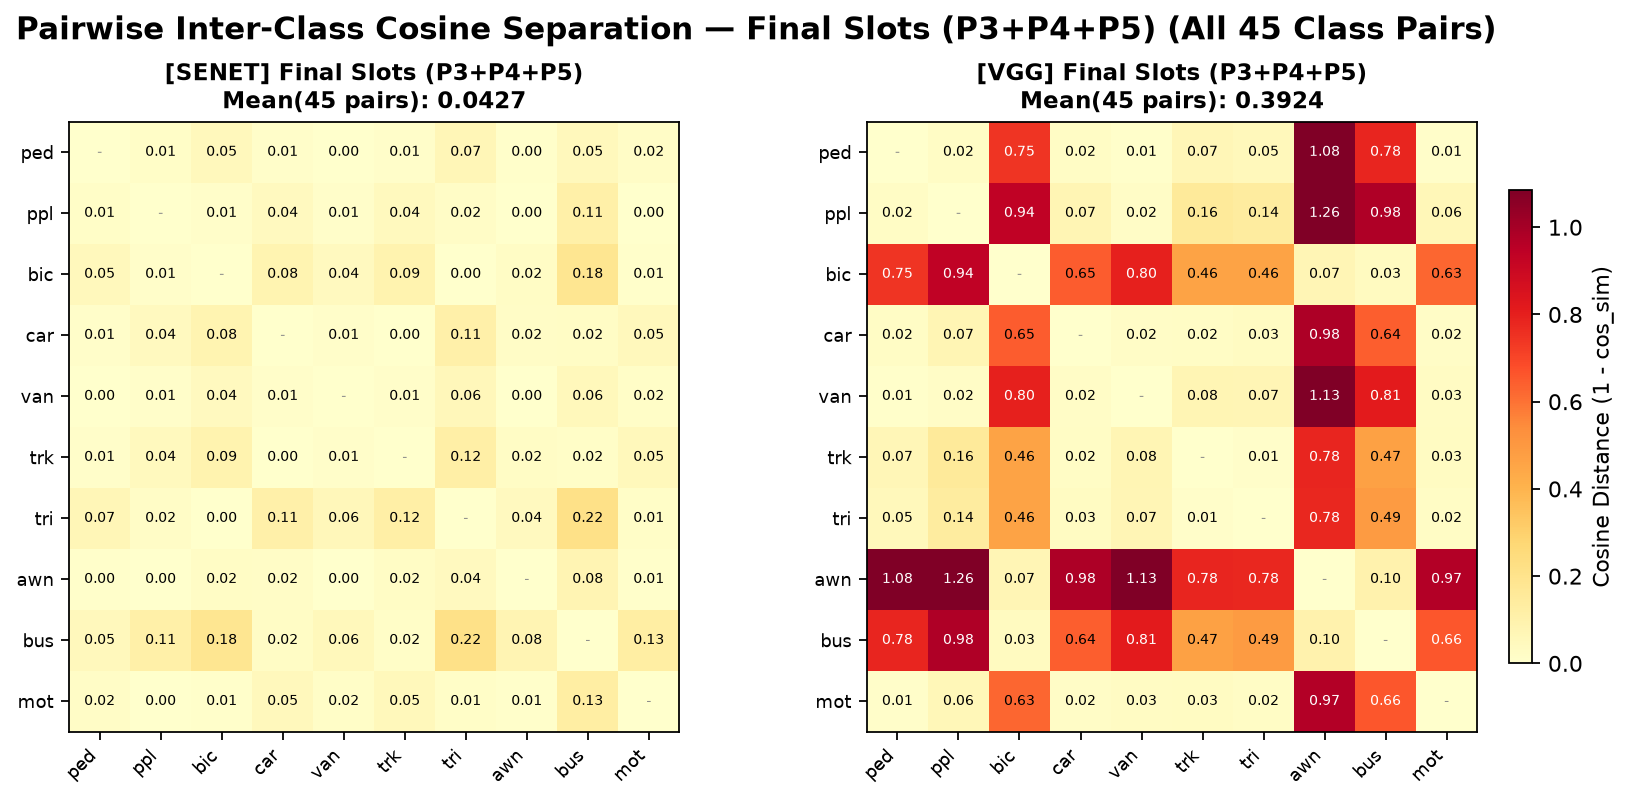 Pairwise Inter-Class Cosine Separation — Final Slots (P3+P4+P5) (All 45 Class Pairs)
[SENET] Final Slots (P3+P4+P5)
Mean(45 pairs): 0.0427
ped - 0.01 0.05 0.01 0.00 0.01 0.07 0.00 0.05 0.02
ppl 0.01 - 0.01 0.04 0.01 0.04 0.02 0.00 0.11 0.00
bic 0.05 0.01 - 0.08 0.04 0.09 0.00 0.02 0.18 0.01
car 0.01 0.04 0.08 - 0.01 0.00 0.11 0.02 0.02 0.05
van 0.00 0.01 0.04 0.01 - 0.01 0.06 0.00 0.06 0.02
trk 0.01 0.04 0.09 0.00 0.01 - 0.12 0.02 0.02 0.05
tri 0.07 0.02 0.00 0.11 0.06 0.12 - 0.04 0.22 0.01
awn 0.00 0.00 0.02 0.02 0.00 0.02 0.04 - 0.08 0.01
bus 0.05 0.11 0.18 0.02 0.06 0.02 0.22 0.08 - 0.13
mot 0.02 0.00 0.01 0.05 0.02 0.05 0.01 0.01 0.13 -
ped ppl bic car van trk tri awn bus mot
[VGG] Final Slots (P3+P4+P5)
Mean(45 pairs): 0.3924
ped - 0.02 0.75 0.02 0.01 0.07 0.05 1.08 0.78 0.01
ppl 0.02 - 0.94 0.07 0.02 0.16 0.14 1.26 0.98 0.06
bic 0.75 0.94 - 0.65 0.80 0.46 0.46 0.07 0.03 0.63
car 0.02 0.07 0.65 - 0.02 0.02 0.03 0.98 0.64 0.02
van 0.01 0.02 0.80 0.02 - 0.08 0.07 1.13 0.81 0.03
trk 0.07 0.16 0.46 0.02 0.08 - 0.01 0.78 0.47 0.03
tri 0.05 0.14 0.46 0.03 0.07 0.01 - 0.78 0.49 0.02
awn 1.08 1.26 0.07 0.98 1.13 0.78 0.78 - 0.10 0.97
bus 0.78 0.98 0.03 0.64 0.81 0.47 0.49 0.10 - 0.66
mot 0.01 0.06 0.63 0.02 0.03 0.03 0.02 0.97 0.66 -
ped ppl bic car van trk tri awn bus mot
1.0
0.8
0.6
0.4
0.2
0.0
Cosine Distance (1 - cos_sim)